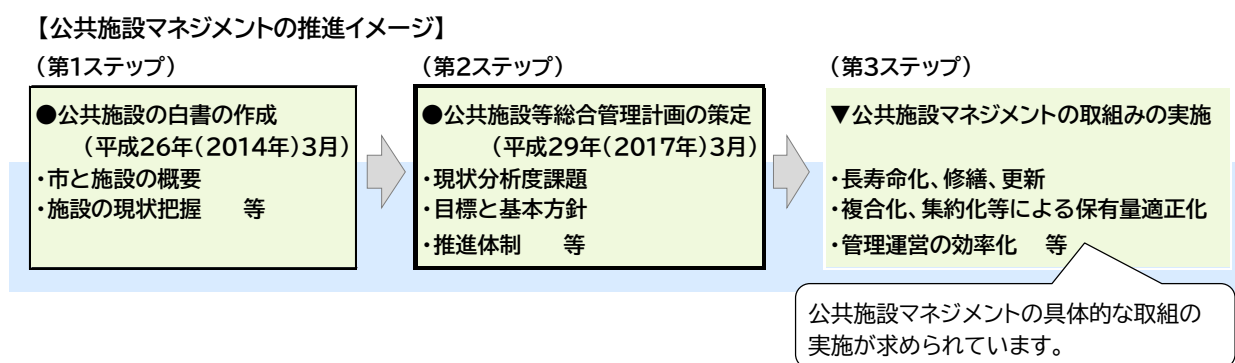 【公共施設マネジメントの推進イメージ】
(第1ステップ)
●公共施設の白書の作成
(平成26年(2014年)3月)
・市と施設の概要
・施設の現状把握　等
(第2ステップ)
●公共施設等総合管理計画の策定
(平成29年(2017年)3月)
・現状分析度課題
・目標と基本方針
・推進体制　等
(第3ステップ)
▼公共施設マネジメントの取組みの実施
・長寿命化、修繕、更新
・複合化、集約化等による保有量適正化
・管理運営の効率化　等
公共施設マネジメントの具体的な取組の
実施が求められています。